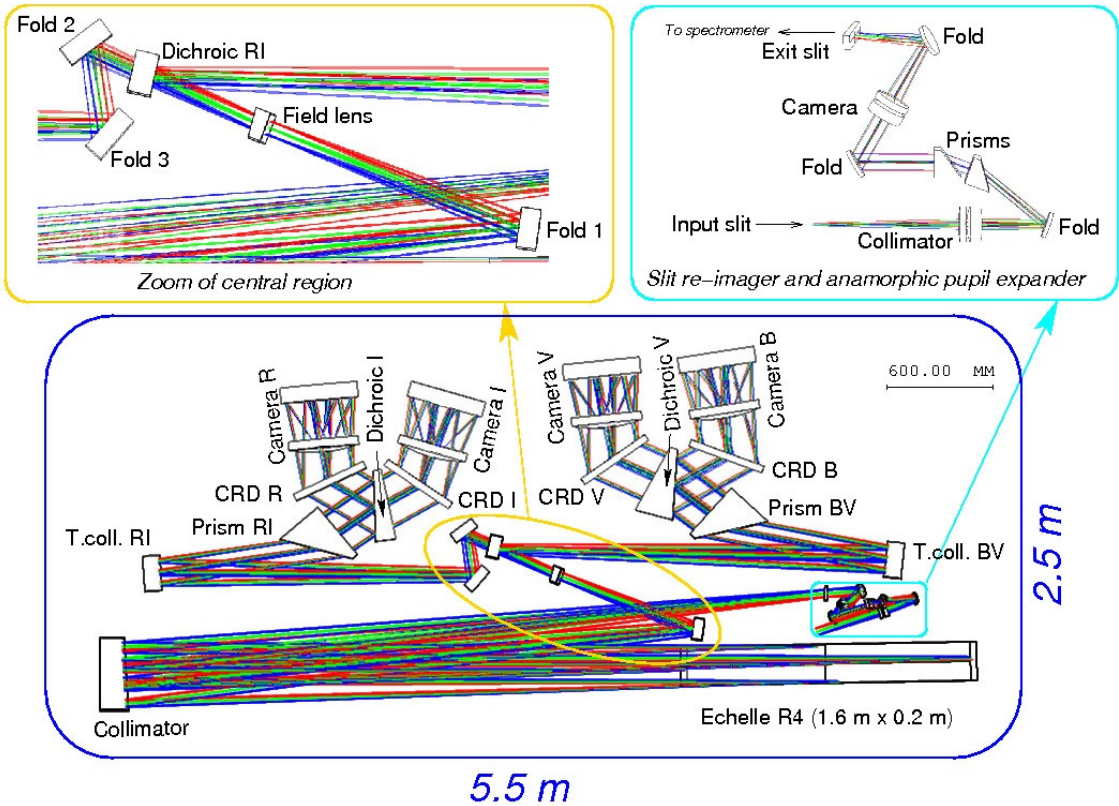 Fold 2
Dichroic RI
Field lens
Fold 3
Fold 1
Zoom of central region
To spectrometer
Exit slit
Fold
Camera
Prisms
Fold
Input slit
Collimator
Fold
Slit re-imager and anamorphic pupil expander
Camera R
Dichroic I
Camera I
Camera V
Dichroic V
Camera B
600.00 MM
CRD R
CRD I
CRD V
CRD B
Prism RI
Prism BV
T.coll. RI
T.coll. BV
2.5 m
Collimator
Echelle R4 (1.6 m x 0.2 m)
5.5 m